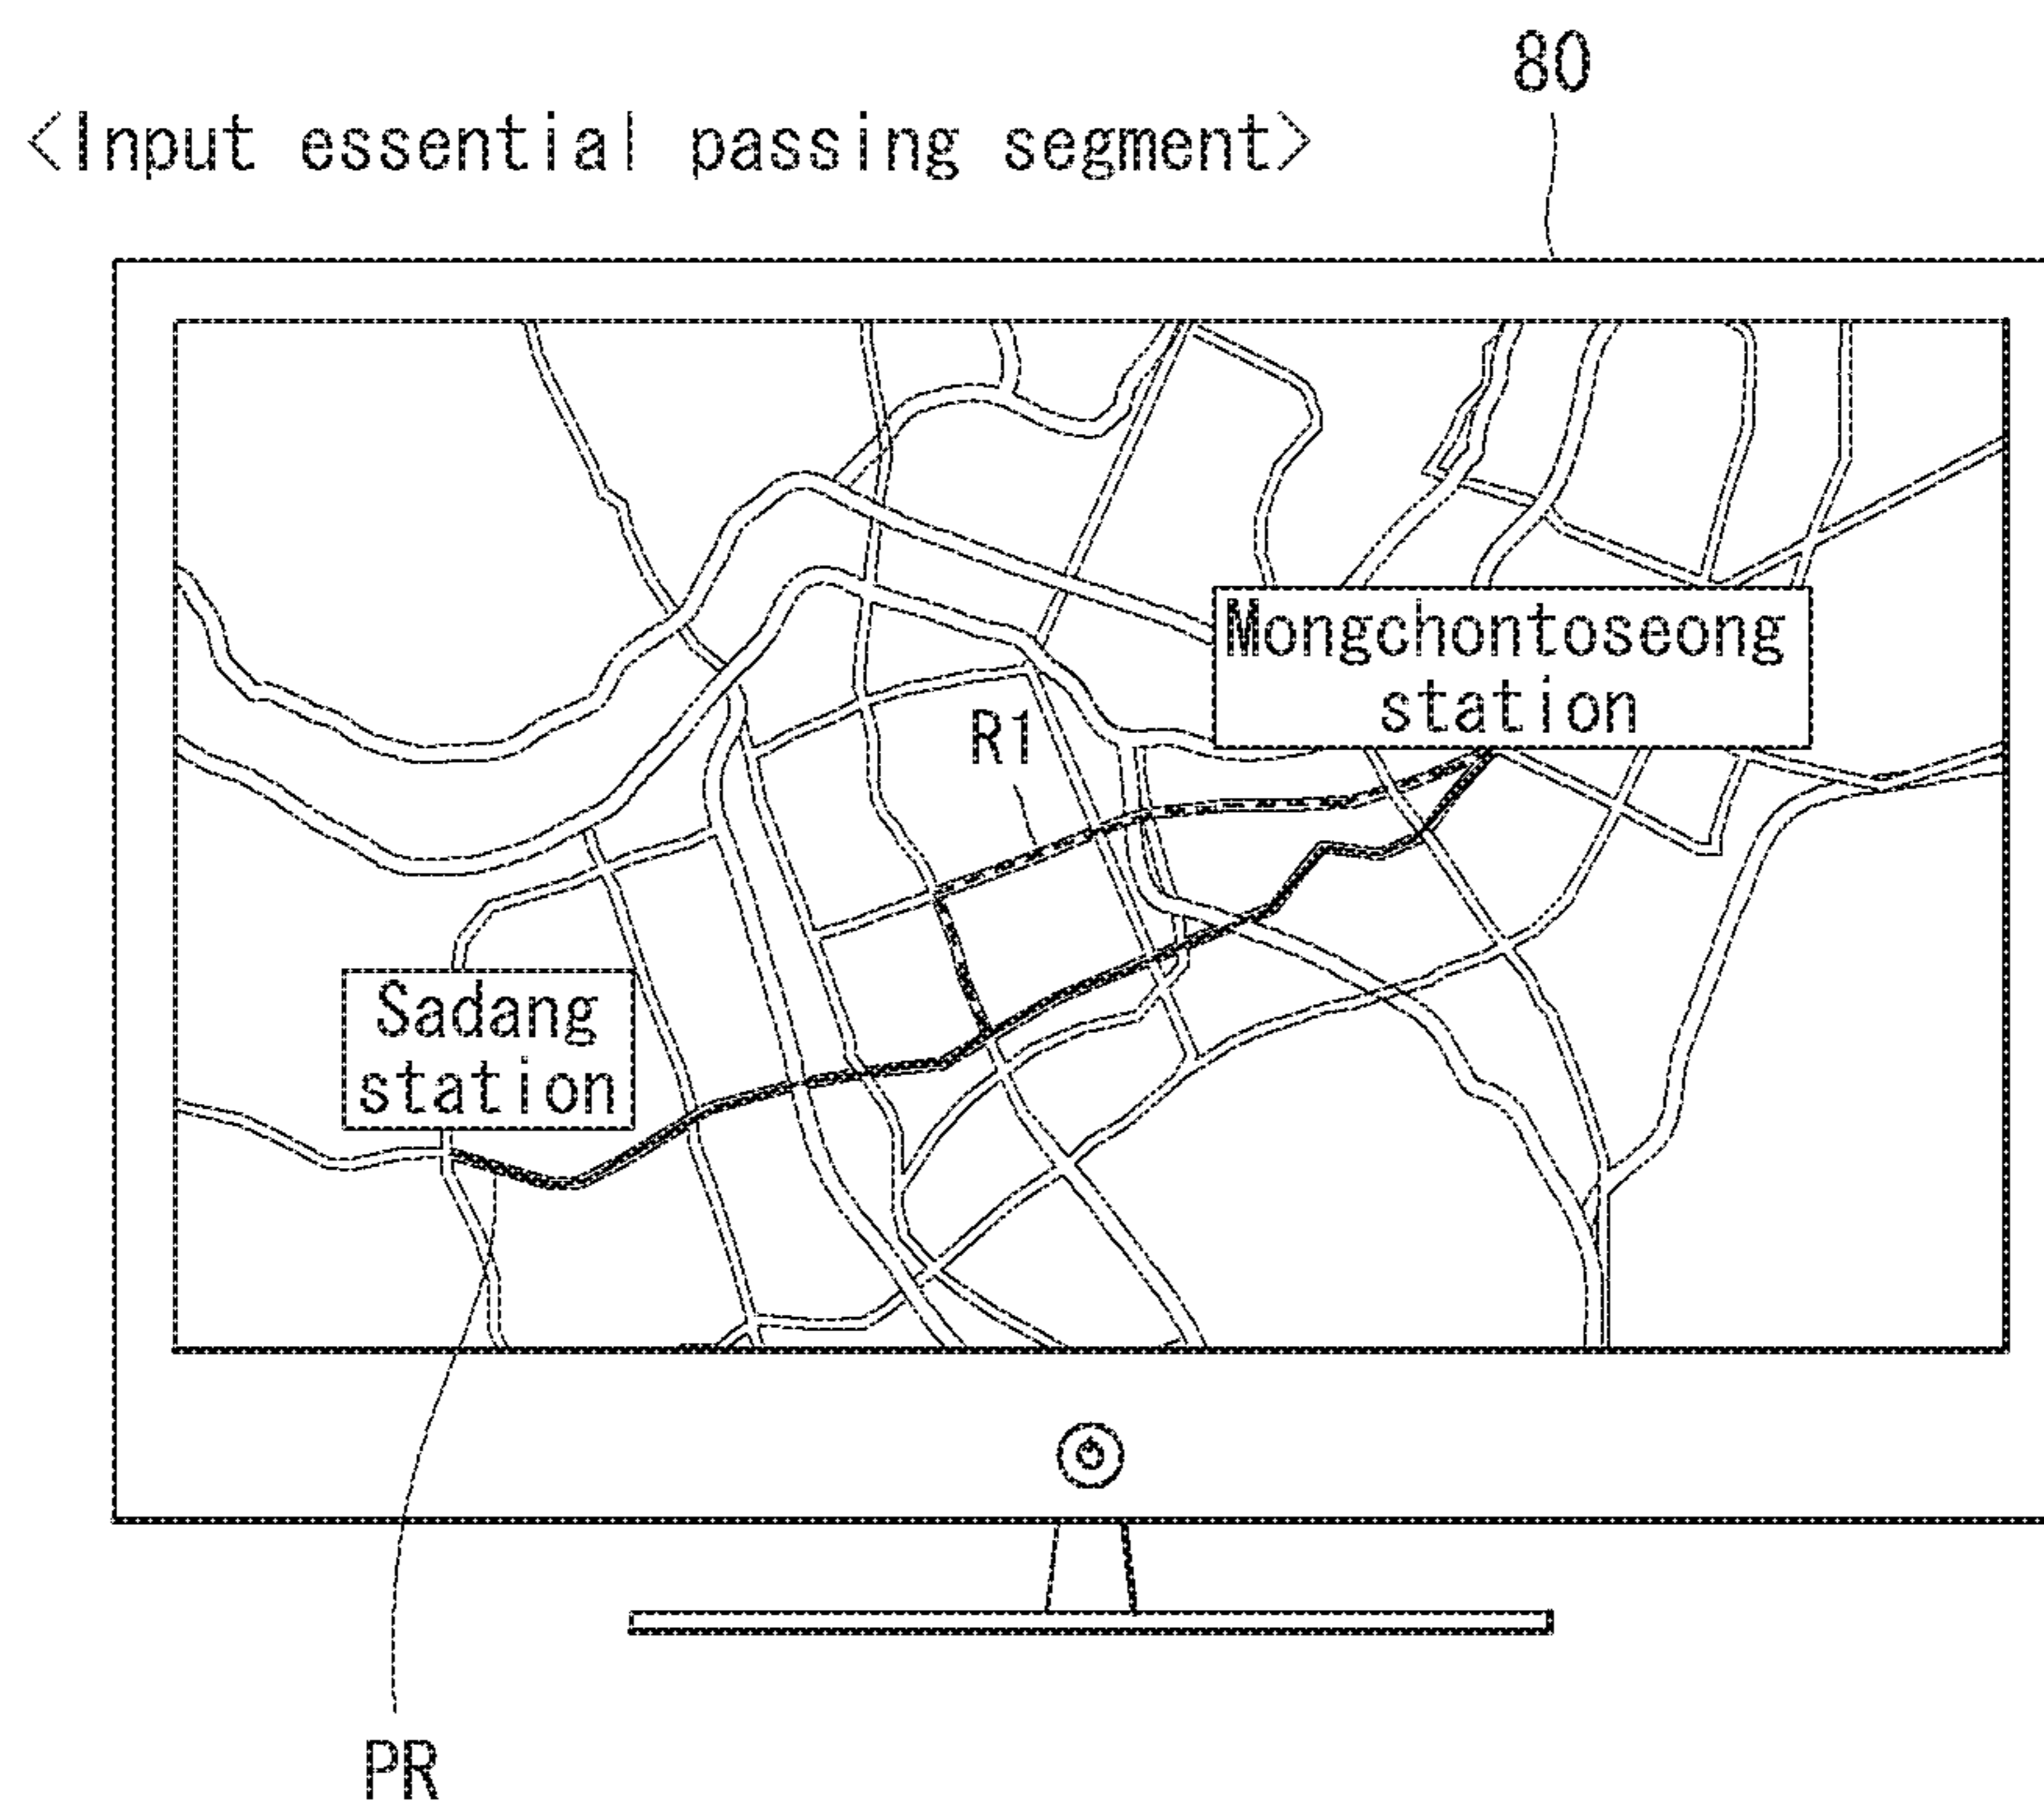 80
<Input essential passing segment>
Mongchontoseong
station
R1
Sadang
station
PR